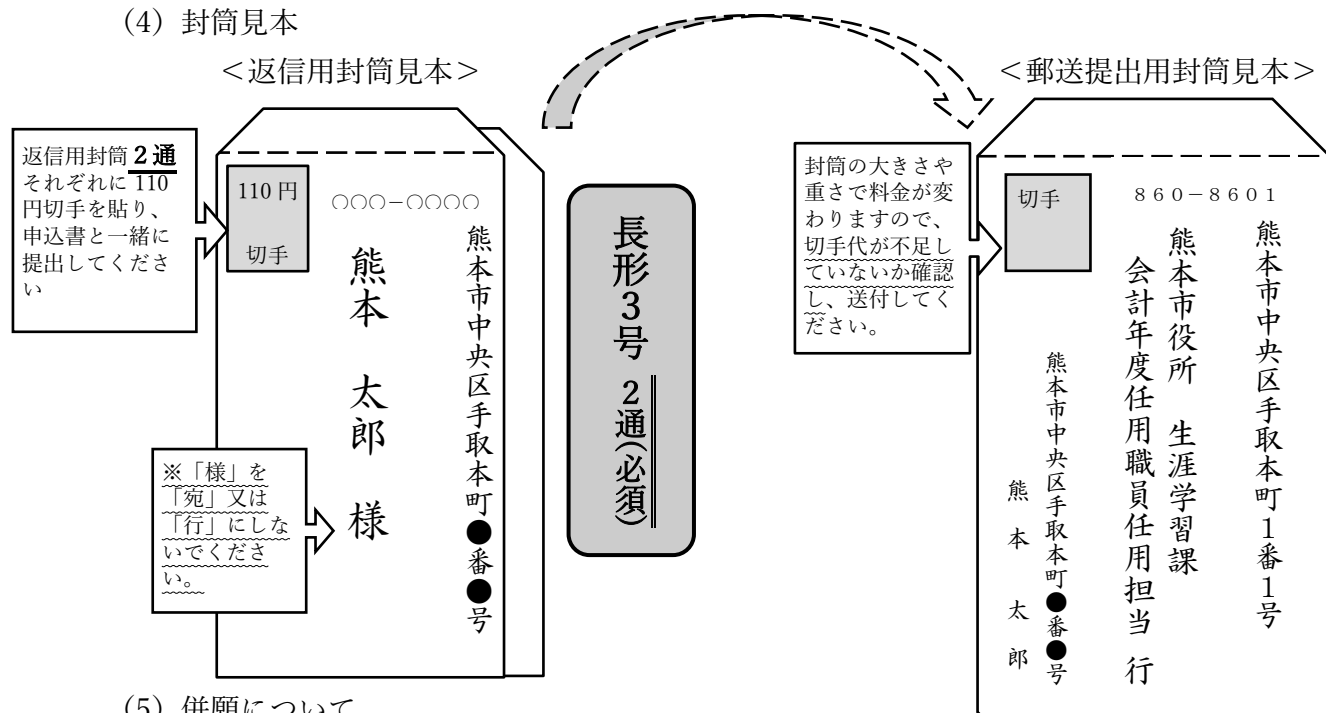 (4) 封筒見本
＜返信用封筒見本＞
返信用封筒２通
それぞれに 110
円切手を貼り、
申込書と一緒に
提出してくださ
い
110 円
切手
○○○−○○○○
熊本市中央区手取本町●番●号
熊本 太郎 様
※「様」を
「宛」又は
「行」にしな
いでくださ
い。
長形３号 ２通(必須)
＜郵送提出用封筒見本＞
封筒の大きさや
重さで料金が変
わりますので、
切手代が不足し
ていないか確認
し、送付してく
ださい。
切手
８６０−８６０１
熊本市中央区手取本町１番１号
熊本市役所 生涯学習課
会計年度任用職員任用担当 行
熊本市中央区手取本町●番●号
熊 本 太 郎
(5) 併願について